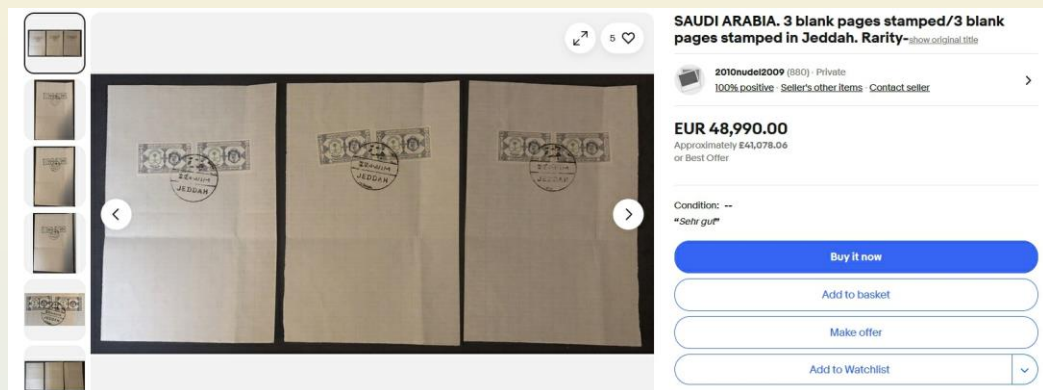 5
SAUDI ARABIA. 3 blank pages stamped/3 blank
pages stamped in Jeddah. Rarity-show original title
2010nudel2009 (880) · Private
100% positive · Seller's other items · Contact seller
EUR 48,990.00
Approximately £41,078.06
or Best Offer
Condition: --
“Sehr gut”
Buy it now
Add to basket
Make offer
Add to Watchlist
JEDDAH
JEDDAH
JEDDAH